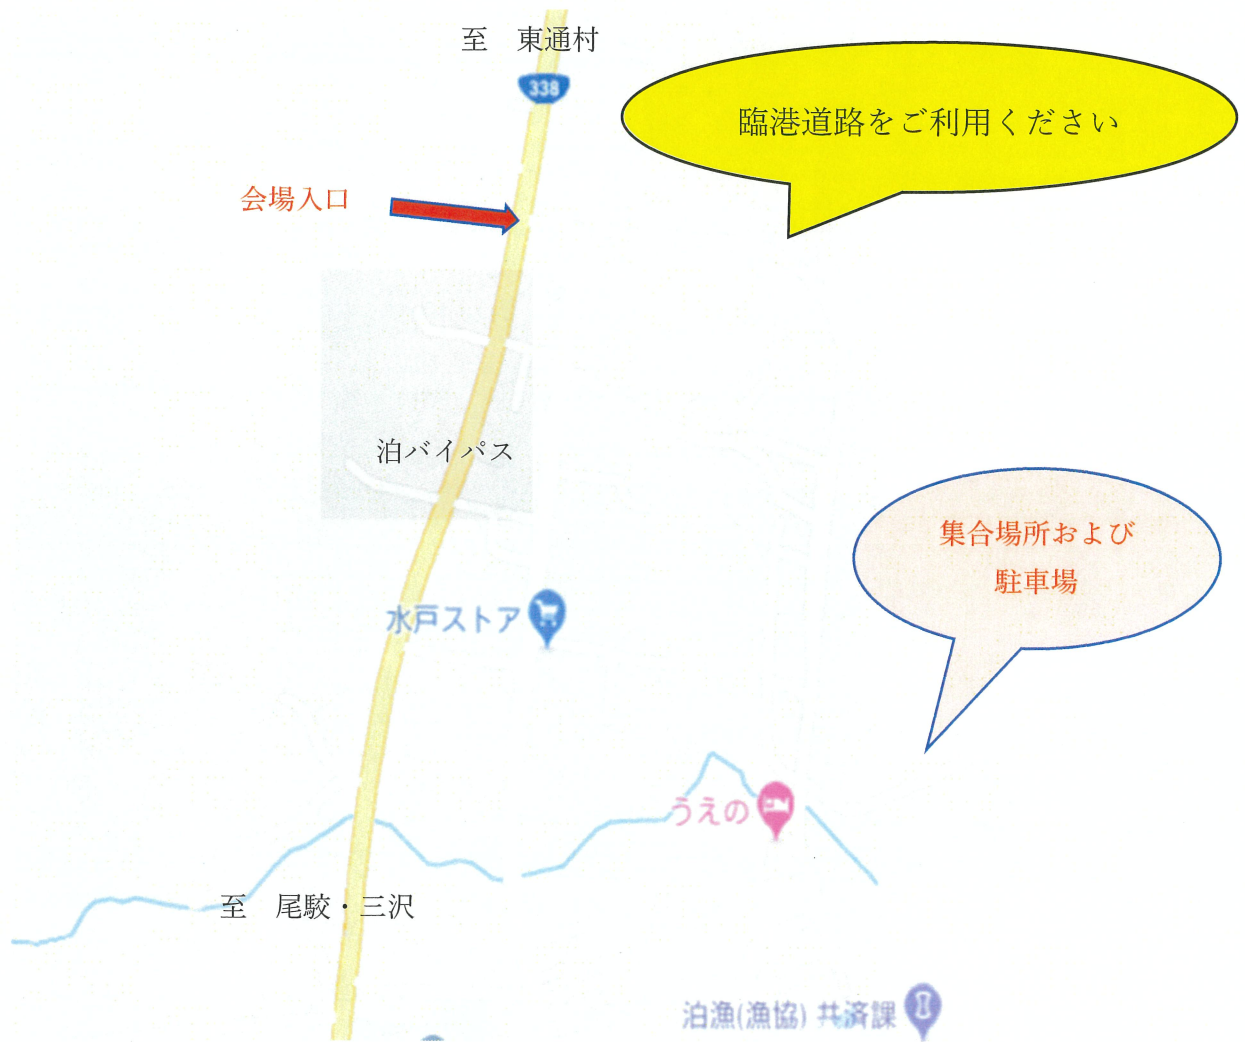 至　東通村
338
臨港道路をご利用ください
会場入口
泊バイパス
集合場所および
駐車場
水戸ストア
うえの
至　尾駮・三沢
泊漁(漁協) 共済課